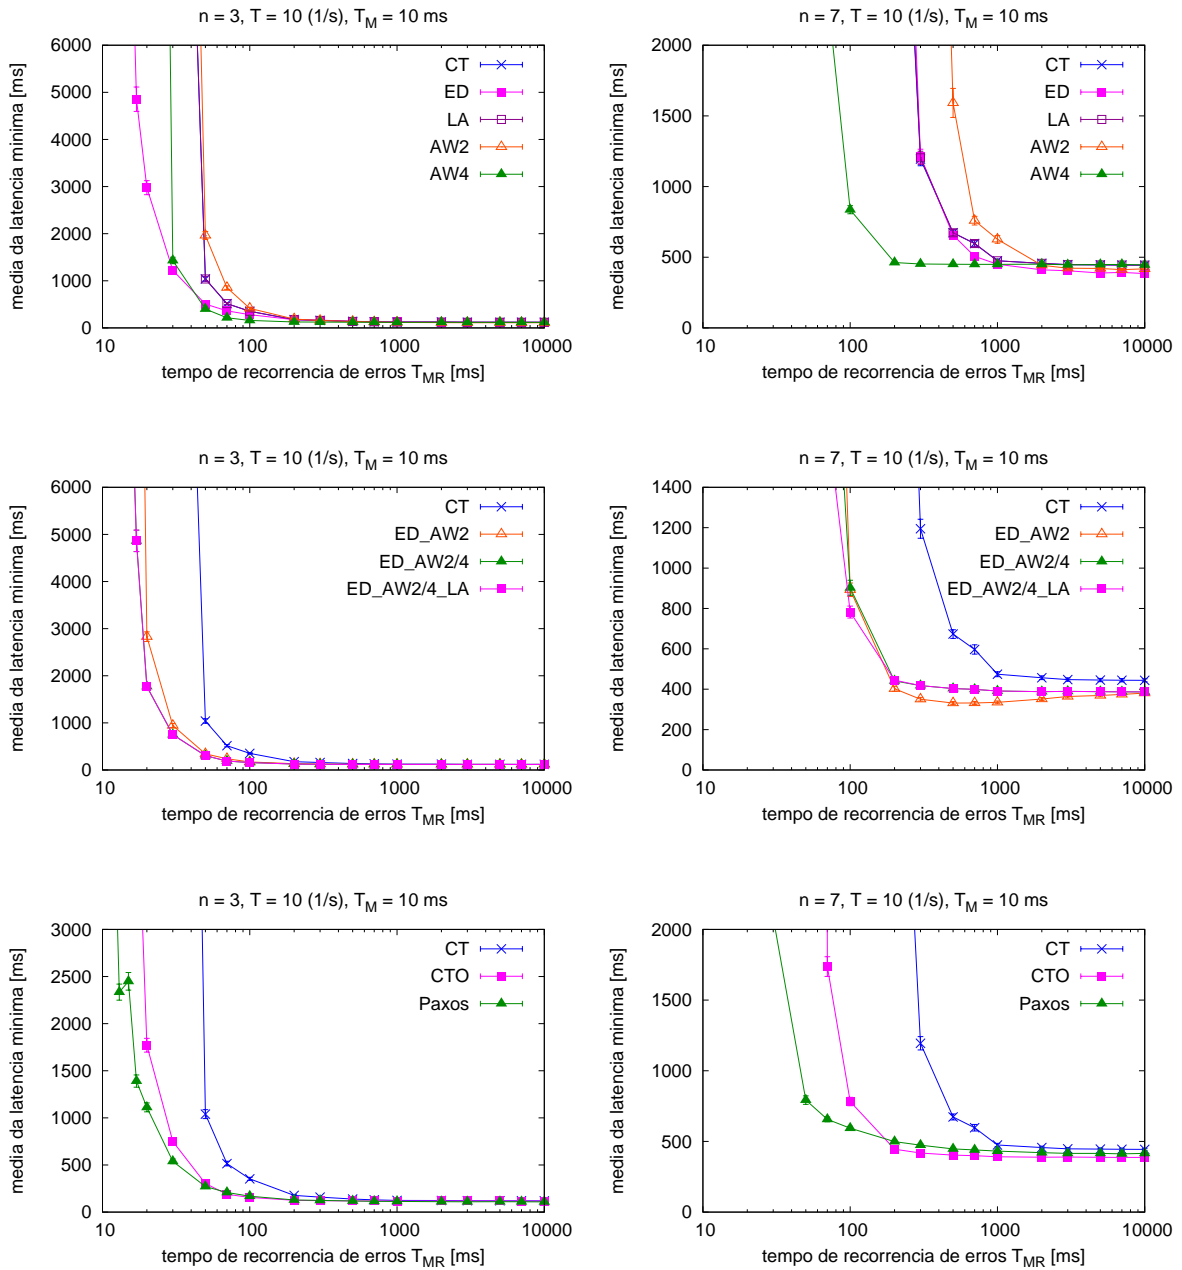 n = 3, T = 10 (1/s), T_M = 10 ms
media da latencia minima [ms]
6000
5000
4000
3000
2000
1000
0
CT
ED
LA
AW2
AW4
10 100 1000 10000
tempo de recorrencia de erros T_MR [ms]
n = 7, T = 10 (1/s), T_M = 10 ms
media da latencia minima [ms]
2000
1500
1000
500
0
CT
ED
LA
AW2
AW4
10 100 1000 10000
tempo de recorrencia de erros T_MR [ms]
n = 3, T = 10 (1/s), T_M = 10 ms
media da latencia minima [ms]
6000
5000
4000
3000
2000
1000
0
CT
ED_AW2
ED_AW2/4
ED_AW2/4_LA
10 100 1000 10000
tempo de recorrencia de erros T_MR [ms]
n = 7, T = 10 (1/s), T_M = 10 ms
media da latencia minima [ms]
1400
1200
1000
800
600
400
200
0
CT
ED_AW2
ED_AW2/4
ED_AW2/4_LA
10 100 1000 10000
tempo de recorrencia de erros T_MR [ms]
n = 3, T = 10 (1/s), T_M = 10 ms
media da latencia minima [ms]
3000
2500
2000
1500
1000
500
0
CT
CTO
Paxos
10 100 1000 10000
tempo de recorrencia de erros T_MR [ms]
n = 7, T = 10 (1/s), T_M = 10 ms
media da latencia minima [ms]
2000
1500
1000
500
0
CT
CTO
Paxos
10 100 1000 10000
tempo de recorrencia de erros T_MR [ms]